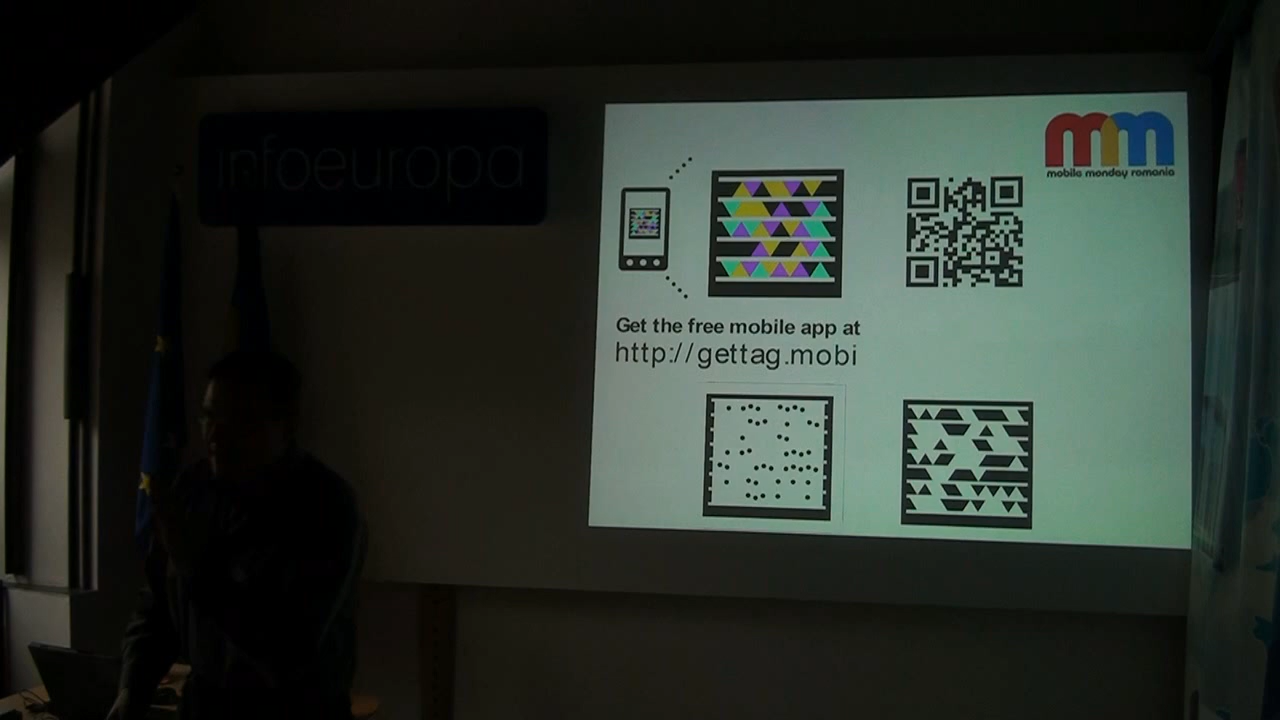 infoeuropa
mobile monday romania
Get the free mobile app at
http://gettag.mobi